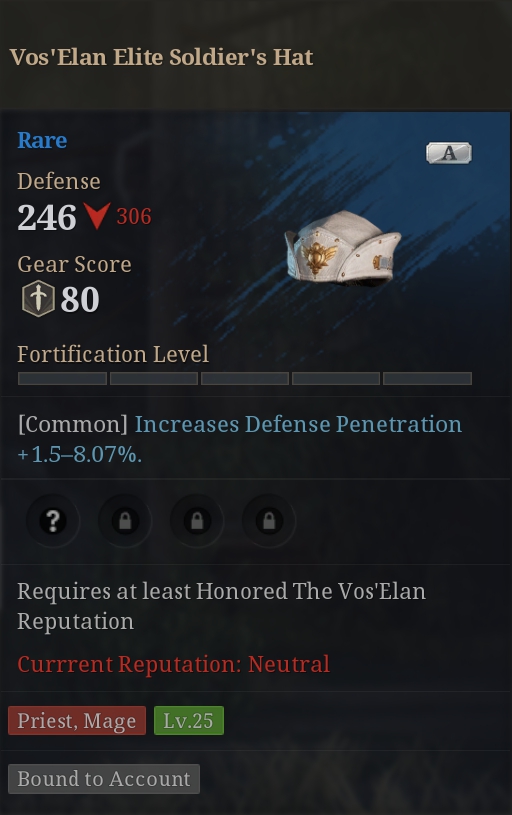 Vos'Elan Elite Soldier's Hat
Rare
A
Defense
246 306
Gear Score
80
Fortification Level
[Common] Increases Defense Penetration
+1.5–8.07%.
?
Requires at least Honored The Vos'Elan
Reputation
Currrent Reputation: Neutral
Priest, Mage Lv.25
Bound to Account